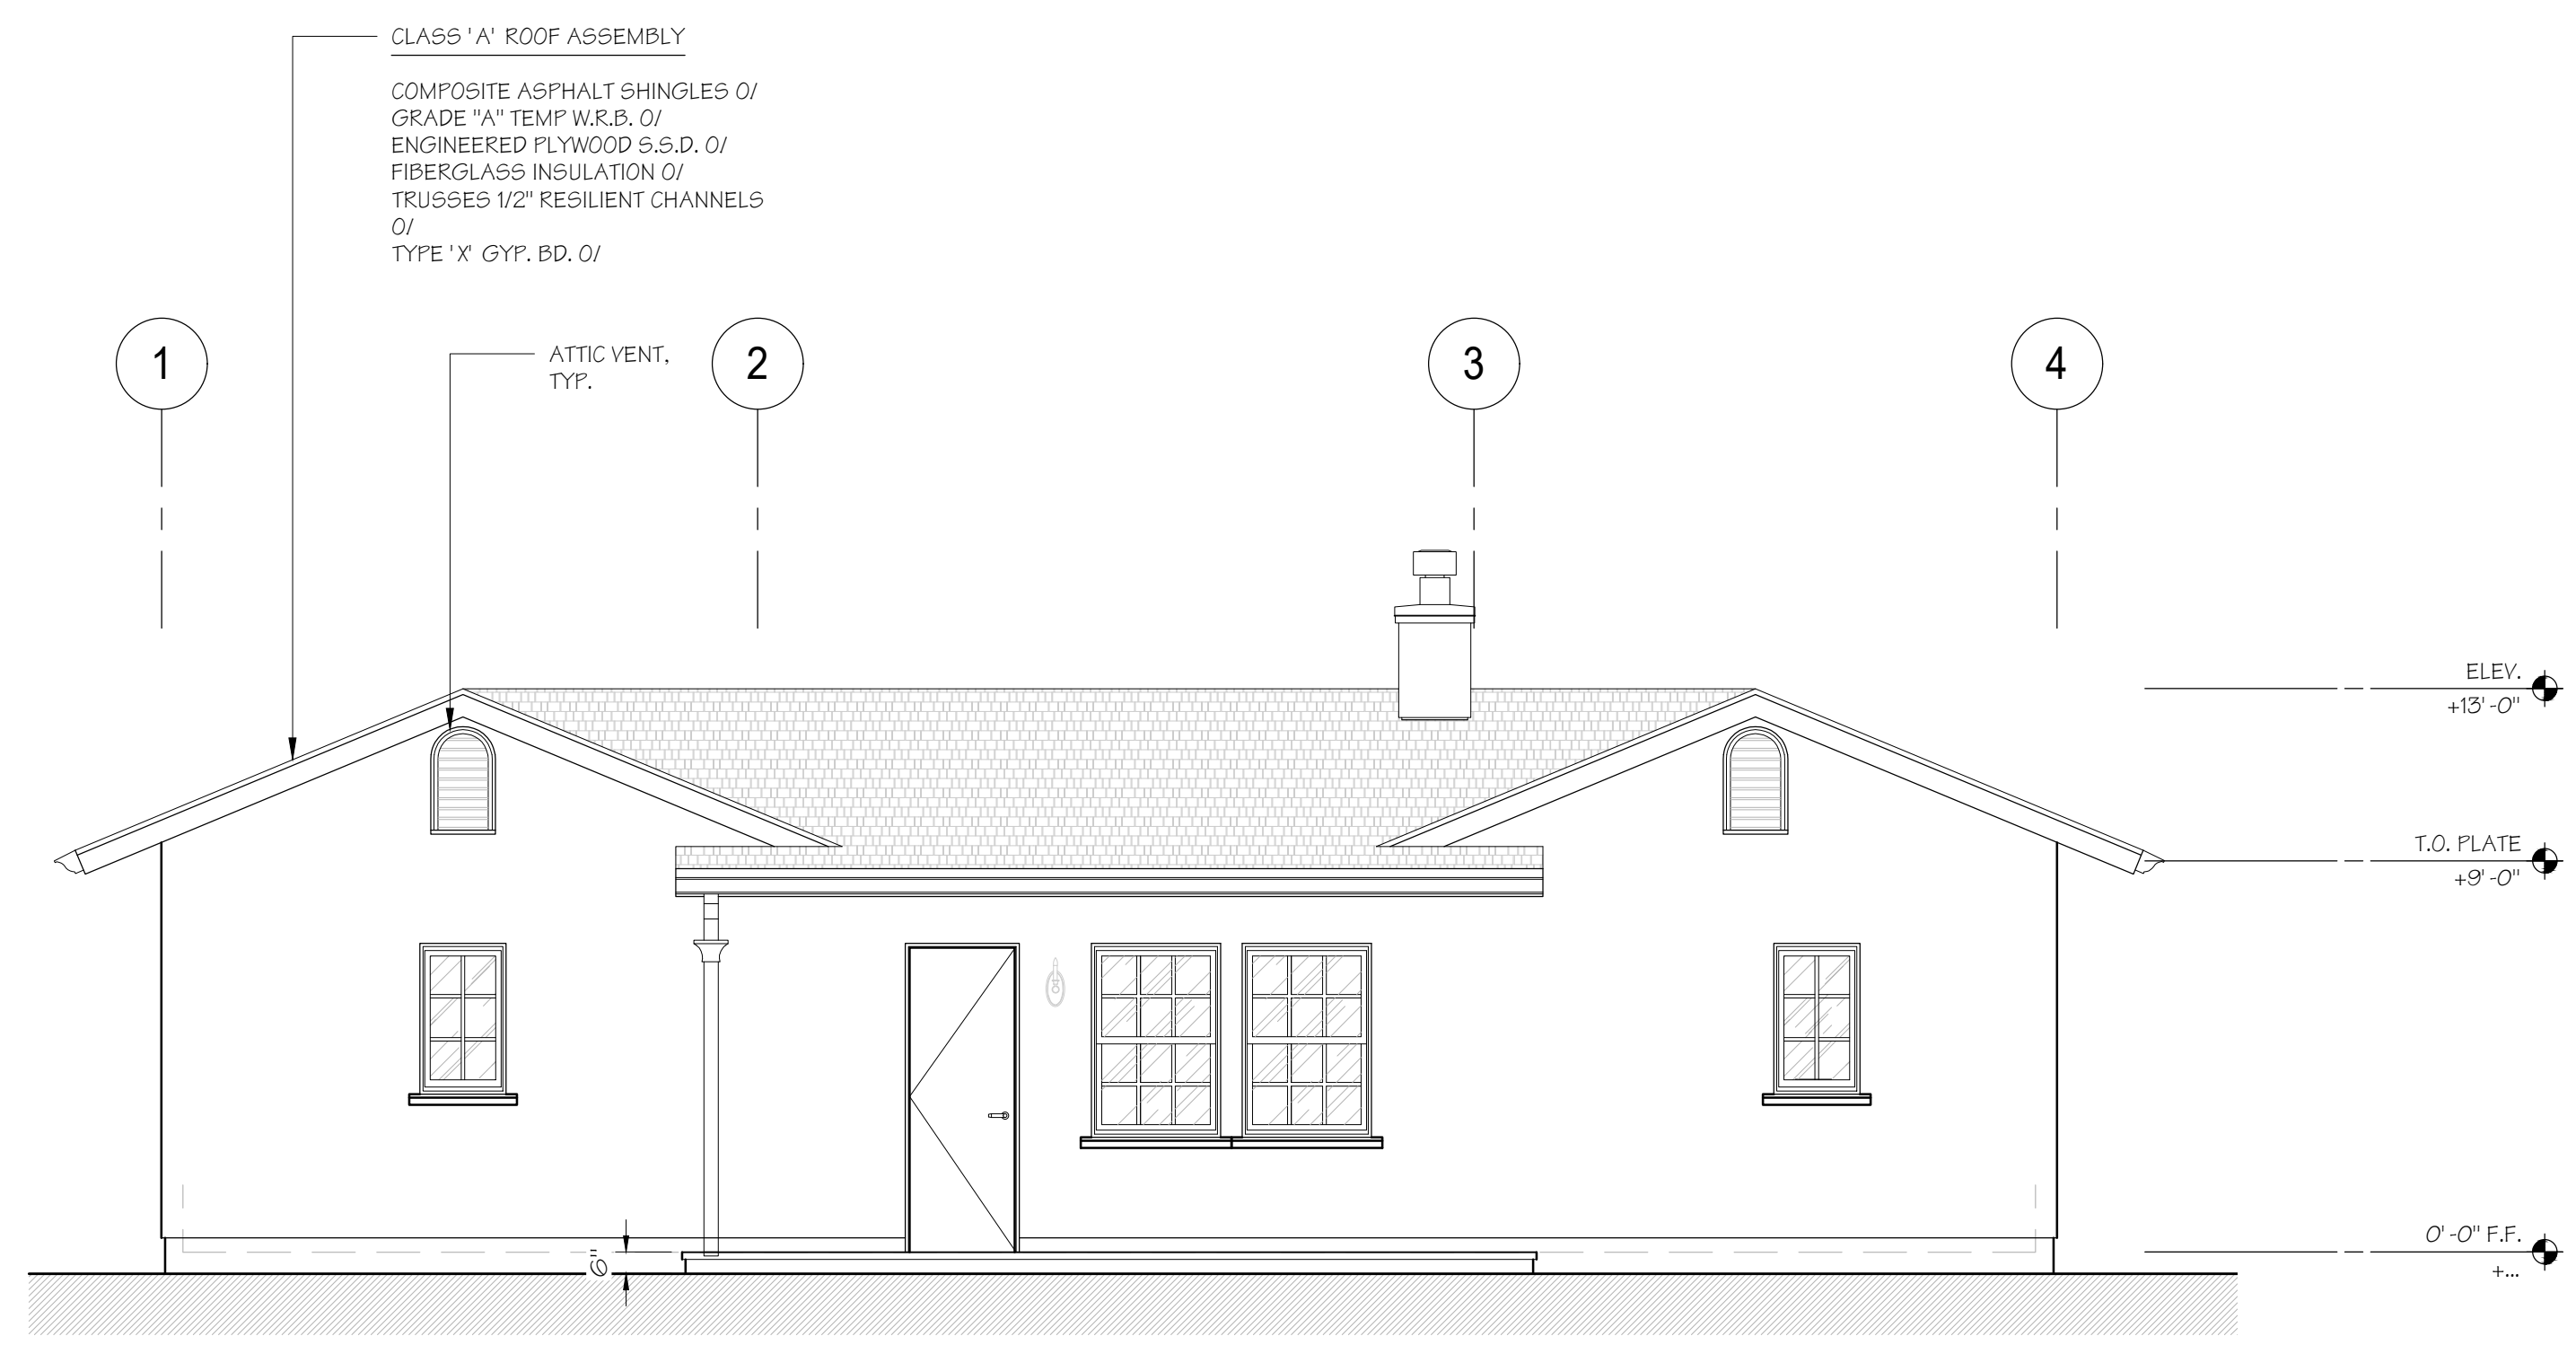 CLASS 'A' ROOF ASSEMBLY
COMPOSITE ASPHALT SHINGLES O/
GRADE "A" TEMP W.R.B. O/
ENGINEERED PLYWOOD S.S.D. O/
FIBERGLASS INSULATION O/
TRUSSES 1/2" RESILIENT CHANNELS
O/
TYPE 'X' GYP. BD. O/
1
ATTIC VENT,
TYP.
2
3
4
ELEV.
+13'-0"
T.O. PLATE
+9'-0"
0'-0" F.F.
+...
6"